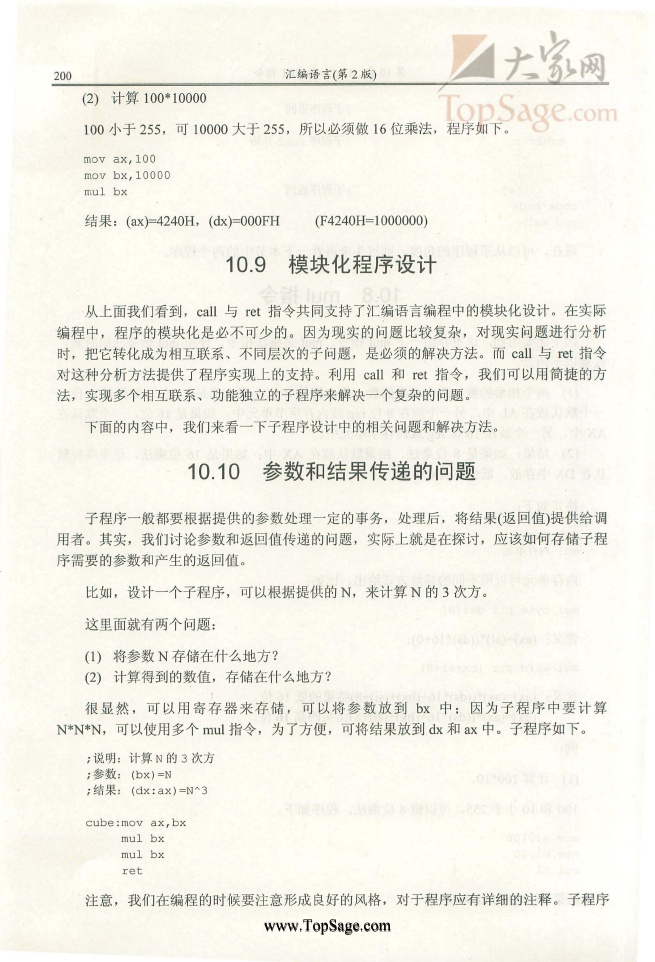 大家网
TopSage.com
200 汇编语言(第 2 版)
(2) 计算 100*10000
100 小于 255，可 10000 大于 255，所以必须做 16 位乘法，程序如下。
mov ax,100
mov bx,10000
mul bx
结果：(ax)=4240H，(dx)=000FH (F4240H=1000000)
10.9 模块化程序设计
从上面我们看到，call 与 ret 指令共同支持了汇编语言编程中的模块化设计。在实际
编程中，程序的模块化是必不可少的。因为现实的问题比较复杂，对现实问题进行分析
时，把它转化成为相互联系、不同层次的子问题，是必须的解决方法。而 call 与 ret 指令
对这种分析方法提供了程序实现上的支持。利用 call 和 ret 指令，我们可以用简捷的方
法，实现多个相互联系、功能独立的子程序来解决一个复杂的问题。
下面的内容中，我们来看一下子程序设计中的相关问题和解决方法。
10.10 参数和结果传递的问题
子程序一般都要根据提供的参数处理一定的事务，处理后，将结果(返回值)提供给调
用者。其实，我们讨论参数和返回值传递的问题，实际上就是在探讨，应该如何存储子程
序需要的参数和产生的返回值。
比如，设计一个子程序，可以根据提供的 N，来计算 N 的 3 次方。
这里面就有两个问题：
(1) 将参数 N 存储在什么地方？
(2) 计算得到的数值，存储在什么地方？
很显然，可以用寄存器来存储，可以将参数放到 bx 中；因为子程序中要计算
N*N*N，可以使用多个 mul 指令，为了方便，可将结果放到 dx 和 ax 中。子程序如下。
;说明：计算 N 的 3 次方
;参数：(bx)=N
;结果：(dx:ax)=N^3
cube:mov ax,bx
mul bx
mul bx
ret
注意，我们在编程的时候要注意形成良好的风格，对于程序应有详细的注释。子程序
www.TopSage.com